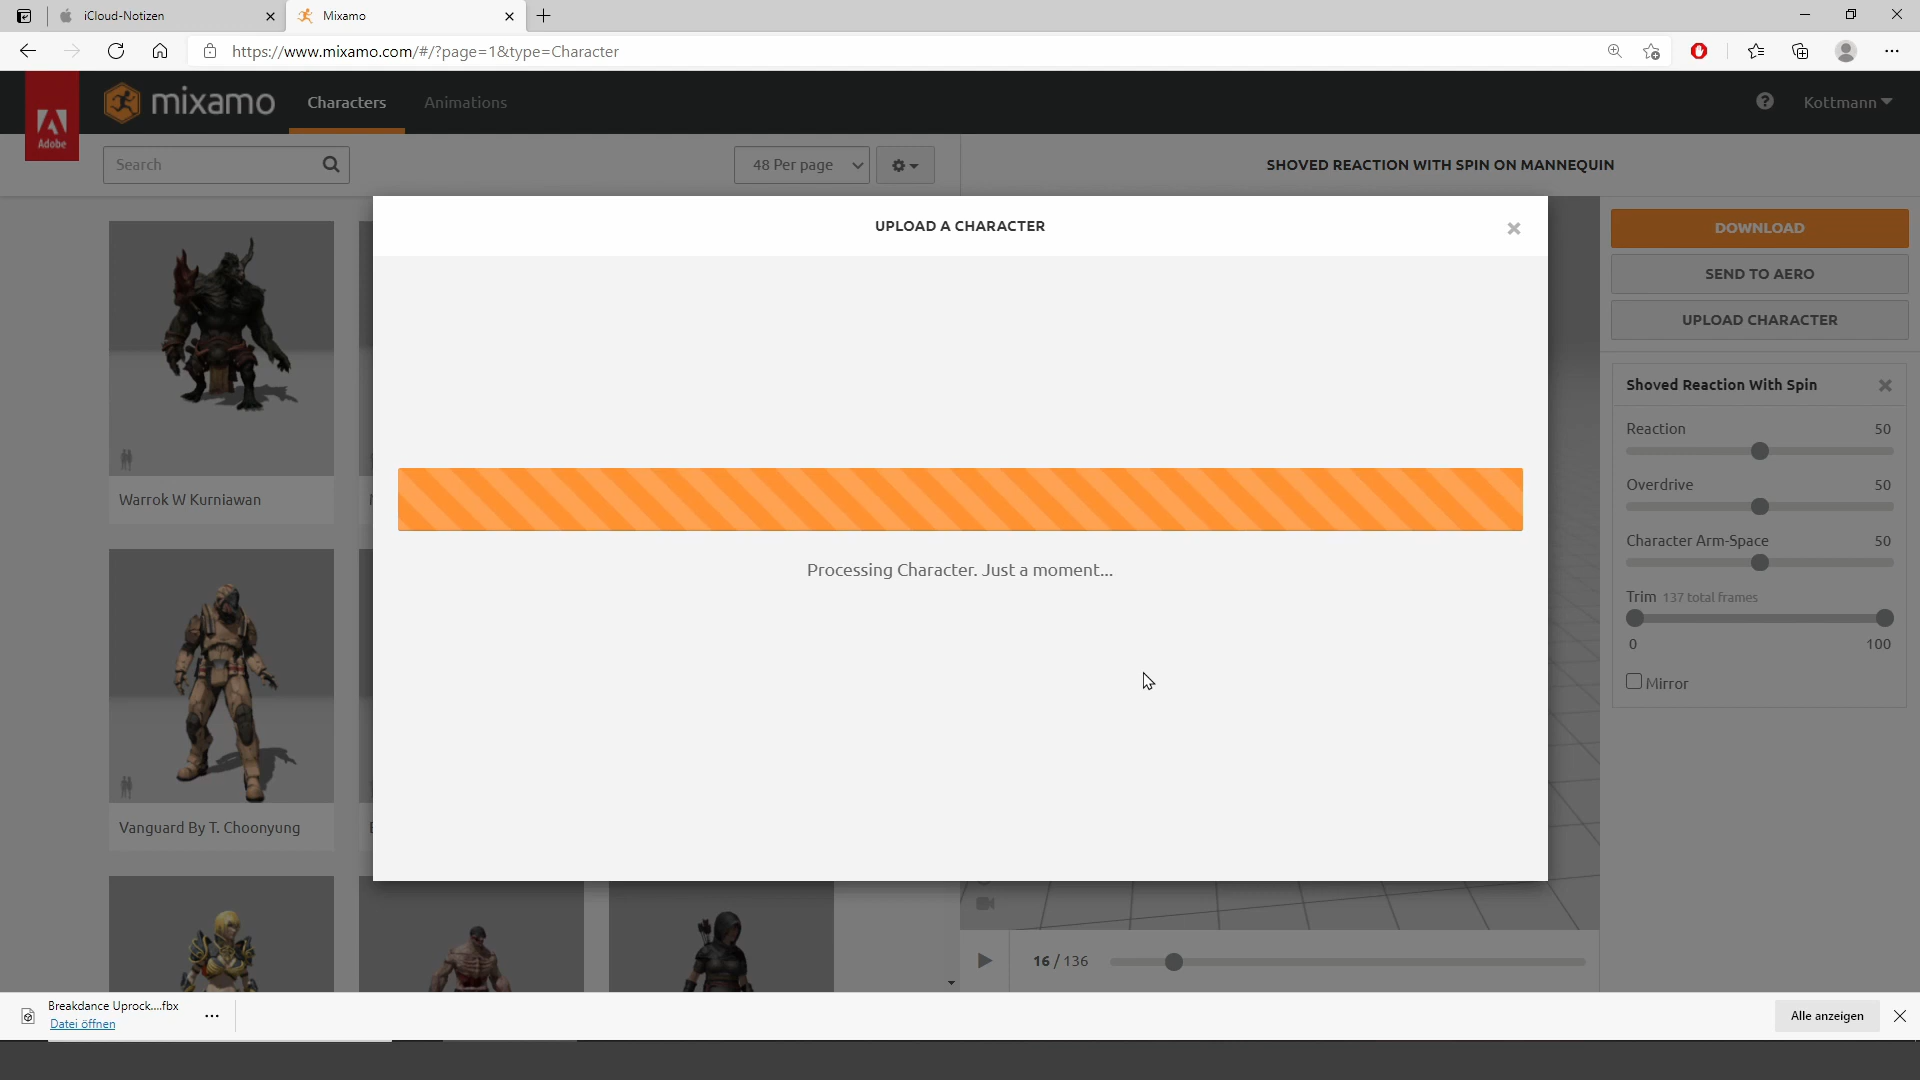 iCloud-Notizen
Mixamo
https://www.mixamo.com/#/?page=1&type=Character
Adobe
mixamo
Characters
Animations
Kottmann
Search
48 Per page
SHOVED REACTION WITH SPIN ON MANNEQUIN
UPLOAD A CHARACTER
Processing Character. Just a moment...
DOWNLOAD
SEND TO AERO
UPLOAD CHARACTER
Shoved Reaction With Spin
Reaction 50
Overdrive 50
Character Arm-Space 50
Trim 137 total frames
0 100
Mirror
Warrok W Kurniawan
Vanguard By T. Choonyung
16 / 136
Breakdance Uprock....fbx
Datei öffnen
Alle anzeigen